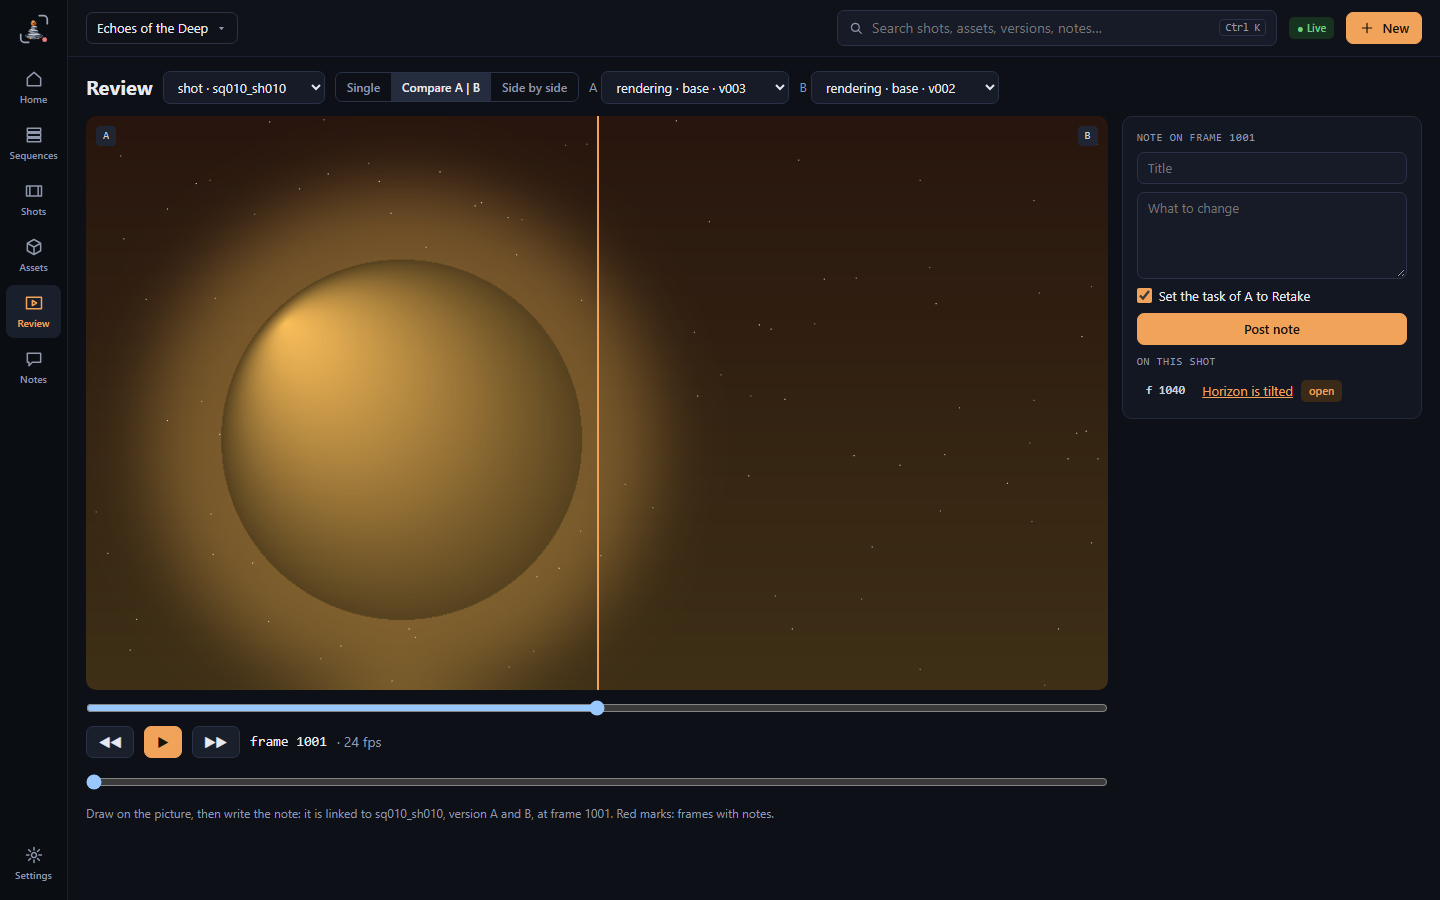 Echoes of the Deep
Search shots, assets, versions, notes...
Ctrl K
Live
New
Home
Sequences
Shots
Assets
Review
Notes
Settings
Review
shot · sq010_sh010
Single
Compare A | B
Side by side
A
rendering · base · v003
B
rendering · base · v002
A
B
NOTE ON FRAME 1001
Title
What to change
Set the task of A to Retake
Post note
ON THIS SHOT
f 1040 Horizon is tilted open
frame 1001 · 24 fps
Draw on the picture, then write the note: it is linked to sq010_sh010, version A and B, at frame 1001. Red marks: frames with notes.